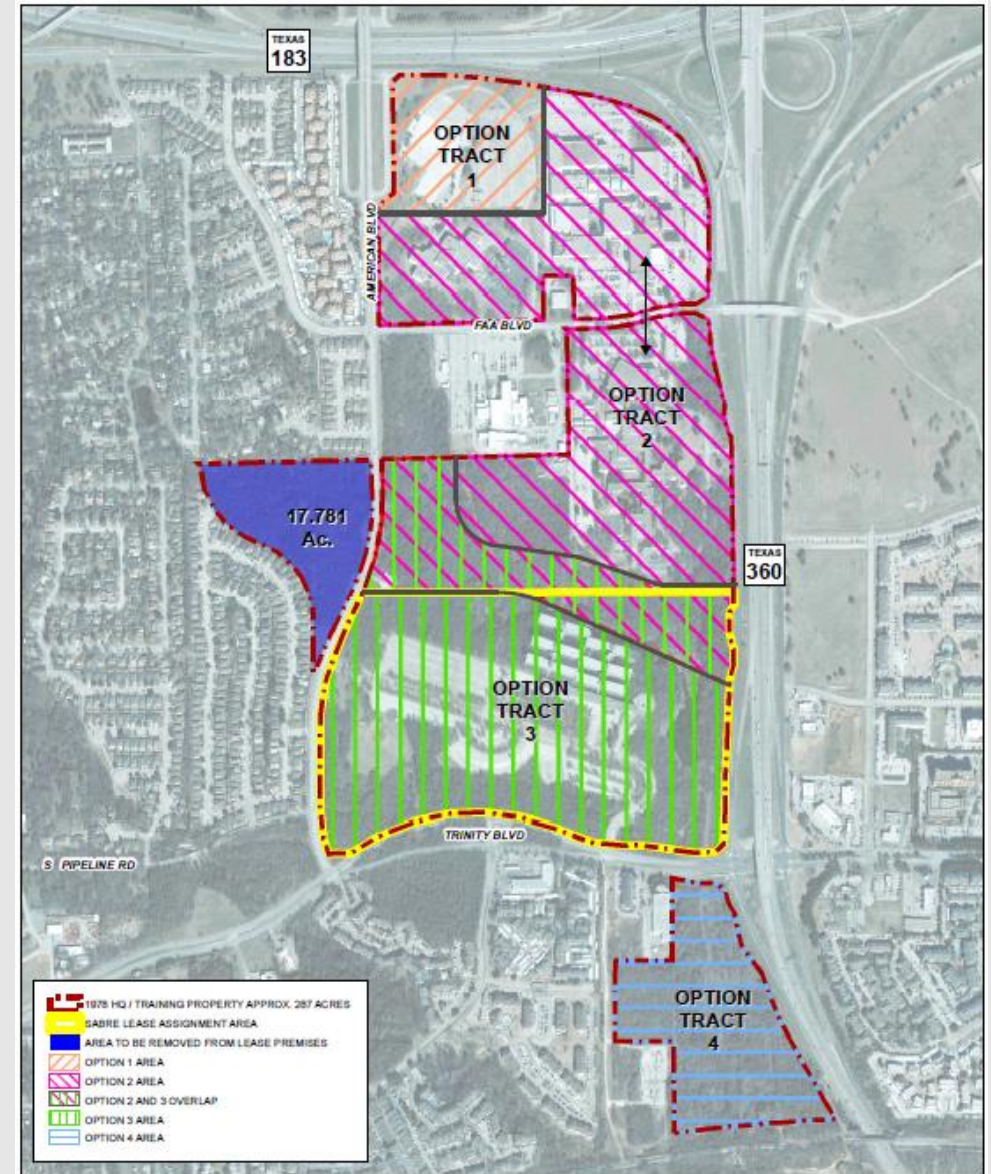 TEXAS
183
OPTION
TRACT
1
AMERICAN BLVD
FAA BLVD
OPTION
TRACT
2
17.781
Ac.
TEXAS
360
OPTION
TRACT
3
TRINITY BLVD
S PIPELINE RD
OPTION
TRACT
4
1978 HQ / TRAINING PROPERTY APPROX. 287 ACRES
SABRE LEASE ASSIGNMENT AREA
AREA TO BE REMOVED FROM LEASE PREMISES
OPTION 1 AREA
OPTION 2 AREA
OPTION 2 AND 3 OVERLAP
OPTION 3 AREA
OPTION 4 AREA